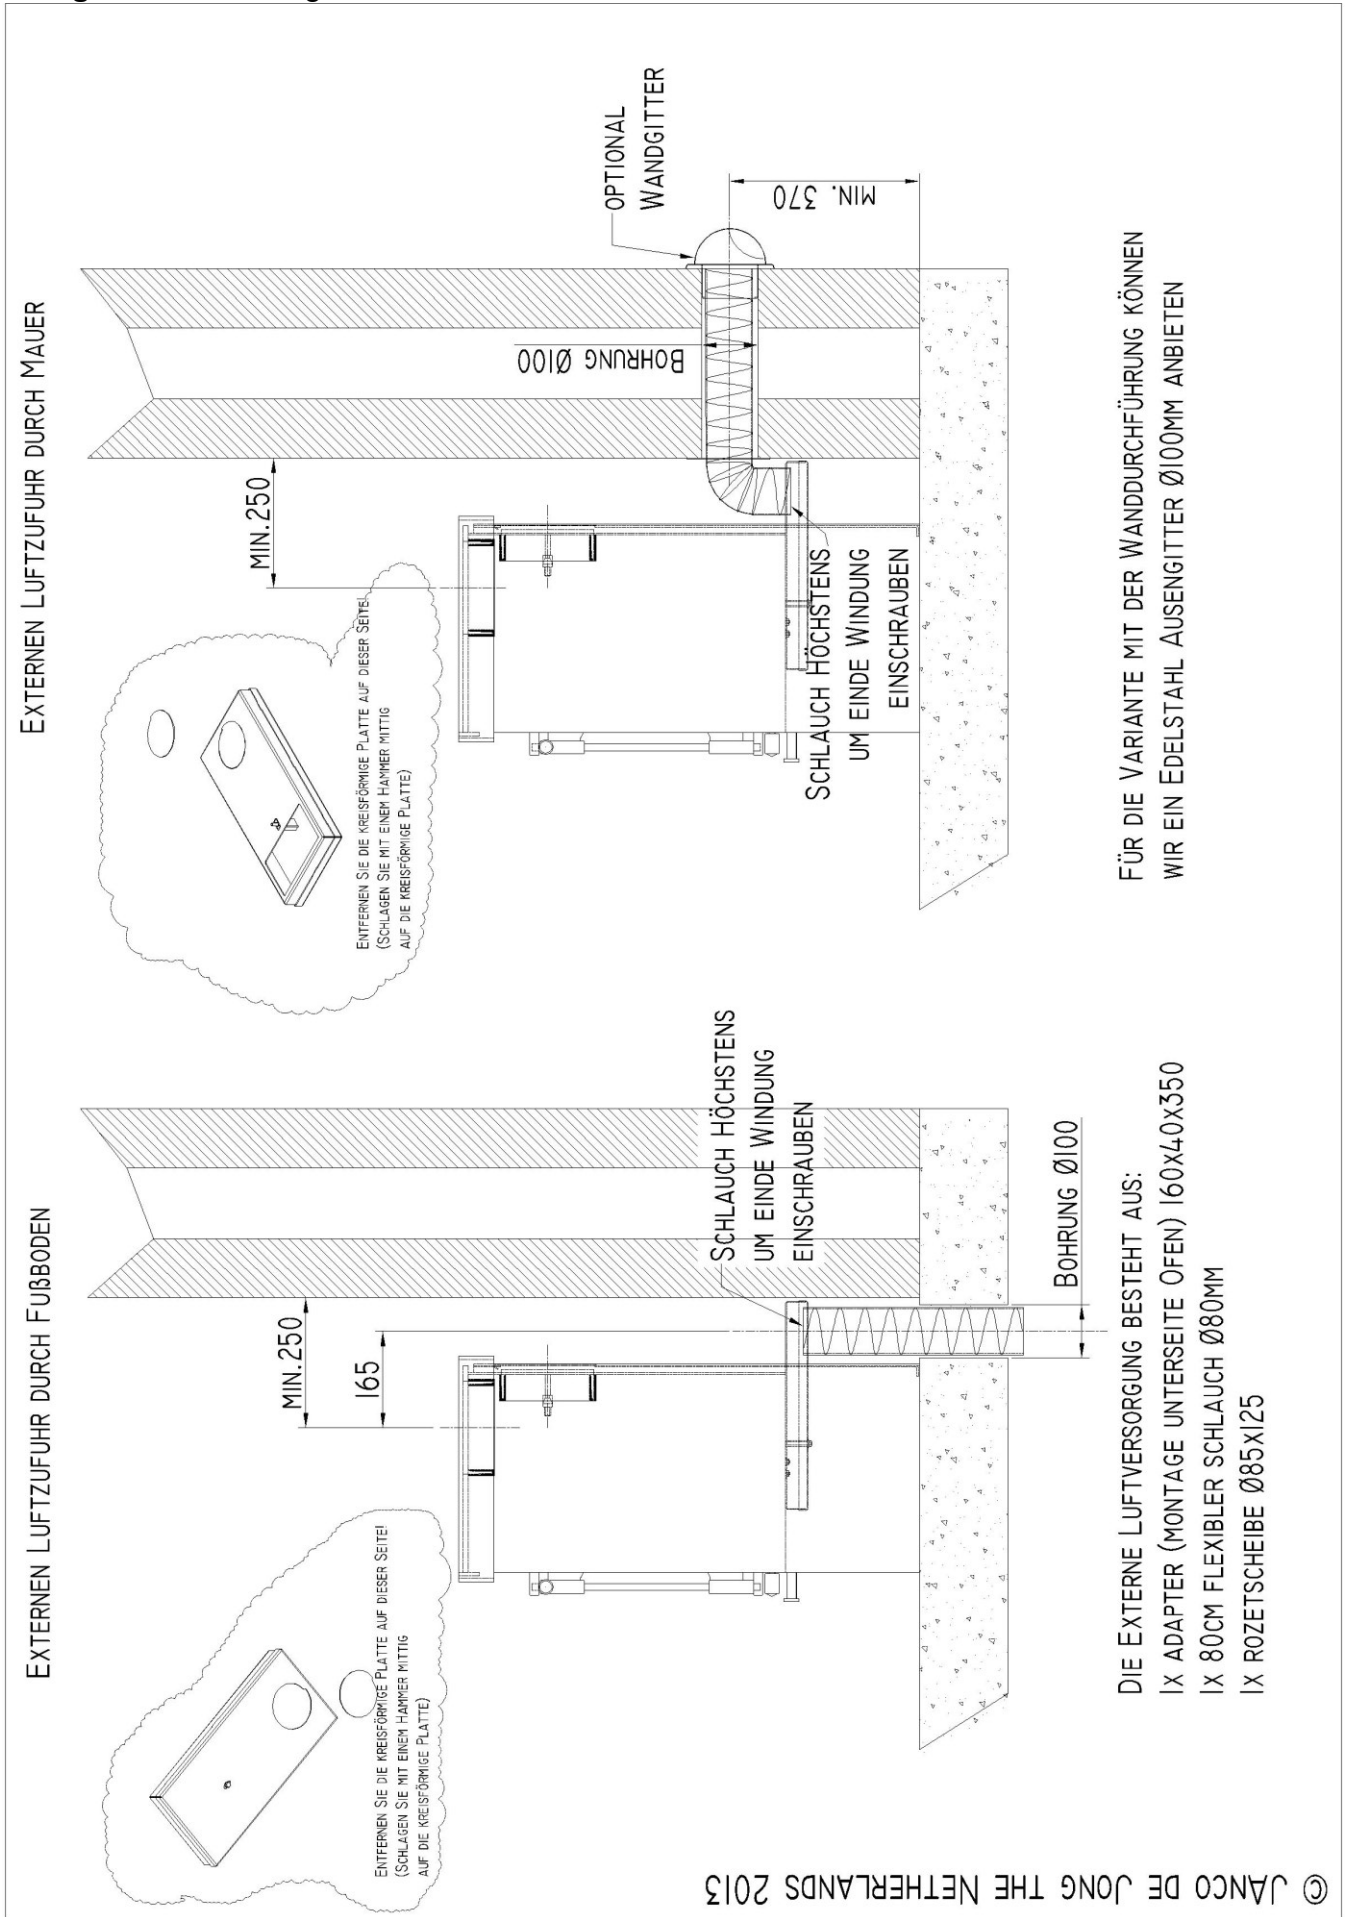 EXTERNEN LUFTZUFUHR DURCH FUßBODEN
MIN.250
165
ENTFERNEN SIE DIE KREISFÖRMIGE PLATTE AUF DIESER SEITE!
(SCHLAGEN SIE MIT EINEM HAMMER MITTIG
AUF DIE KREISFÖRMIGE PLATTE)
SCHLAUCH HÖCHSTENS
UM EINDE WINDUNG
EINSCHRAUBEN
BOHRUNG Ø100
DIE EXTERNE LUFTVERSORGUNG BESTEHT AUS:
1X ADAPTER (MONTAGE UNTERSEITE OFEN) 160X40X350
1X 80CM FLEXIBLER SCHLAUCH Ø80MM
1X ROZETSCHEIBE Ø85X125
EXTERNEN LUFTZUFUHR DURCH MAUER
MIN.250
ENTFERNEN SIE DIE KREISFÖRMIGE PLATTE AUF DIESER SEITE!
(SCHLAGEN SIE MIT EINEM HAMMER MITTIG
AUF DIE KREISFÖRMIGE PLATTE)
OPTIONAL
WANDGITTER
BOHRUNG Ø100
MIN. 370
SCHLAUCH HÖCHSTENS
UM EINDE WINDUNG
EINSCHRAUBEN
FÜR DIE VARIANTE MIT DER WANDDURCHFÜHRUNG KÖNNEN
WIR EIN EDELSTAHL AUSENGITTER Ø100MM ANBIETEN
© JANCO DE JONG THE NETHERLANDS 2013